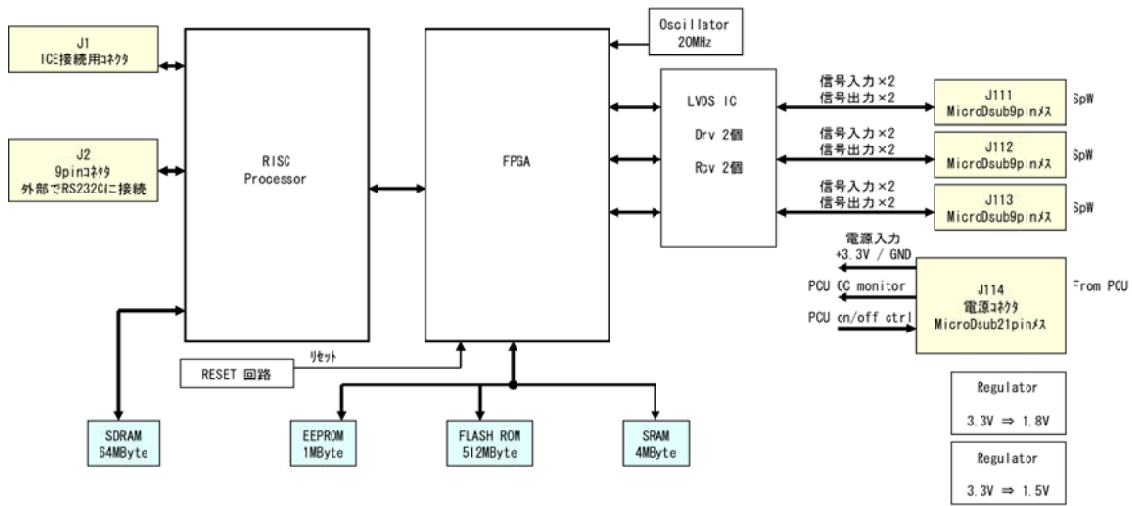 J1
ICE接続用ｺﾈｸﾀ
J2
9pinｺﾈｸﾀ
外部でRS232Cに接続
RISC
Processor
FPGA
Oscillator
20MHz
LVDS IC
Drv 2個
Rcv 2個
信号入力×2
信号出力×2
J111
MicroDsub9pinﾒｽ
SpW
信号入力×2
信号出力×2
J112
MicroDsub9pinﾒｽ
SpW
信号入力×2
信号出力×2
J113
MicroDsub9pinﾒｽ
SpW
電源入力
+3.3V / GND
PCU OC monitor
PCU on/off ctrl
J114
電源ｺﾈｸﾀ
MicroDsub21pinﾒｽ
From PCU
RESET 回路
ﾘｾｯﾄ
SDRAM
64MByte
EEPROM
1MByte
FLASH ROM
512MByte
SRAM
4MByte
Regulator
3.3V ⇒ 1.8V
Regulator
3.3V ⇒ 1.5V